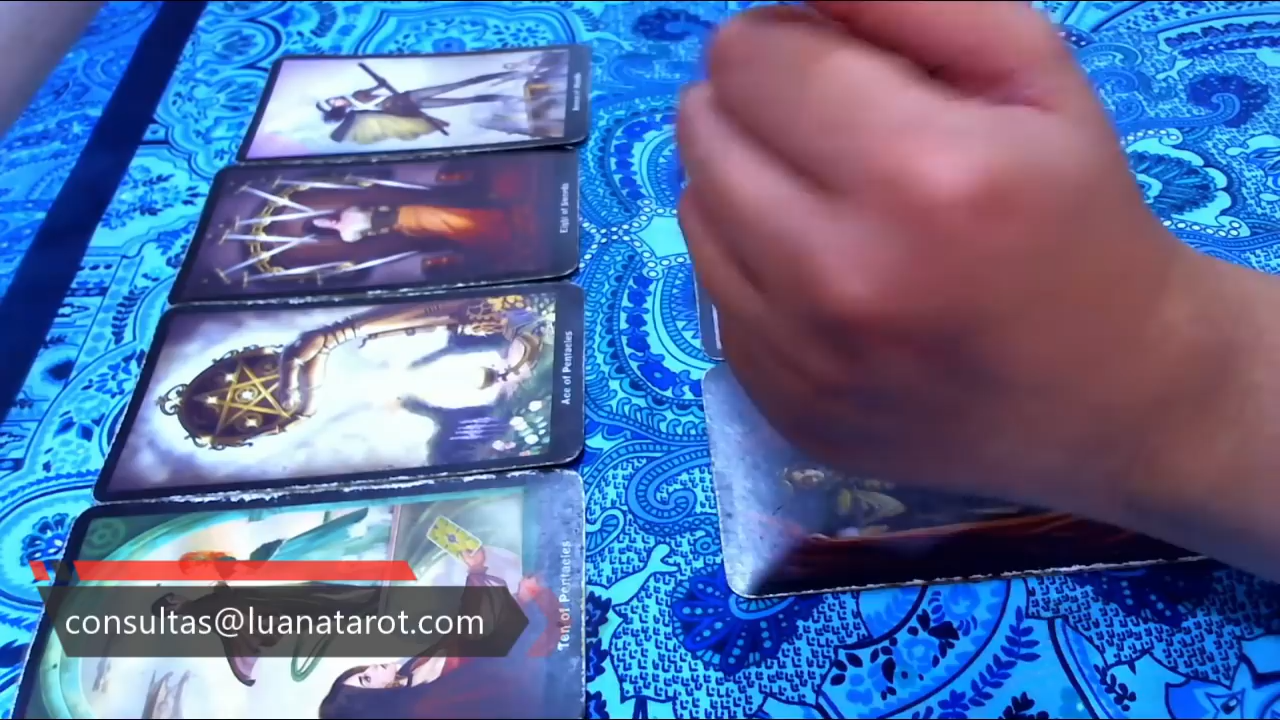 Eight of Swords
Ace of Pentacles
Ten of Pentacles
consultas@luanatarot.com